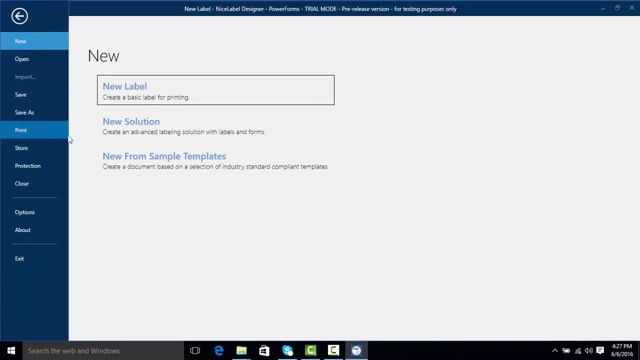 New Label - NiceLabel Designer - PowerForms - TRIAL MODE - Pre-release version - for testing purposes only
New
Open
Import...
Save
Save As
Print
Store
Protection
Close
Options
About
Exit
New
New Label
Create a basic label for printing.
New Solution
Create an advanced labeling solution with labels and forms.
New From Sample Templates
Create a document based on a selection of industry standard compliant templates.
Search the web and Windows
4:27 PM
6/6/2016